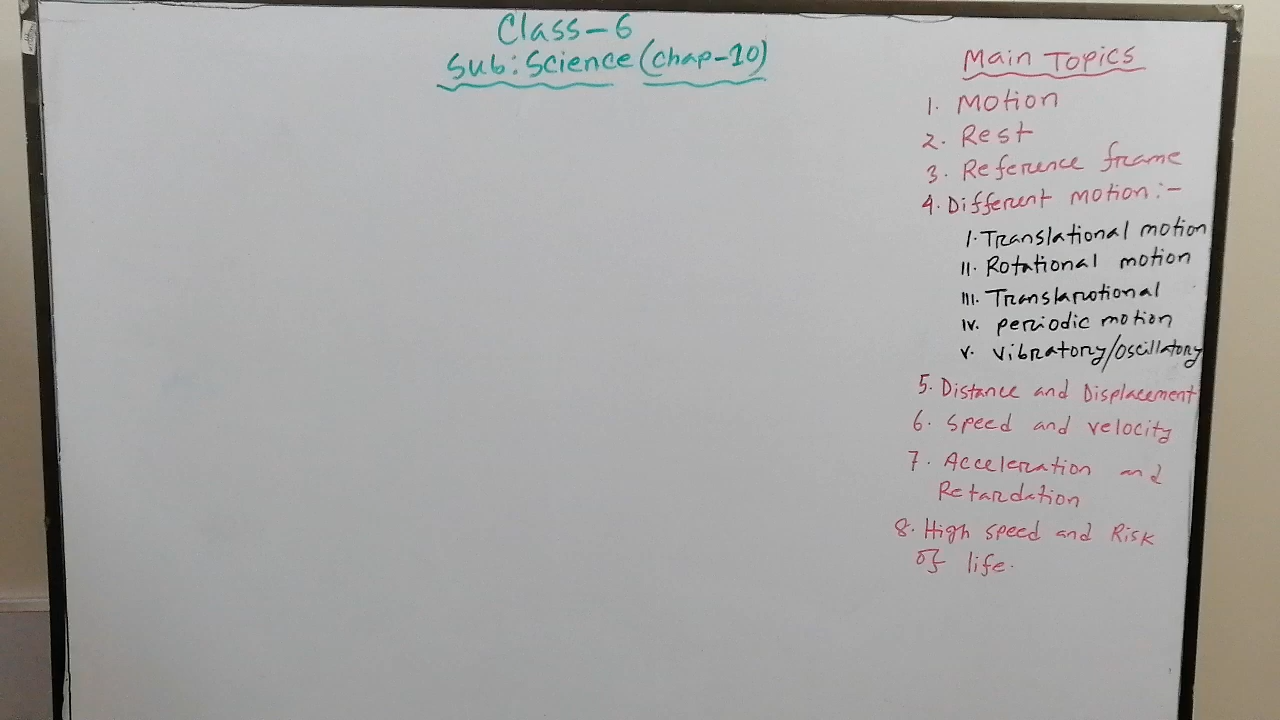 Class-6
Sub: Science (chap-10)
Main Topics
1. Motion
2. Rest
3. Reference frame
4. Different motion:-
I. Translational motion
II. Rotational motion
III. Translarotional
IV. periodic motion
V. vibratory/oscillatory
5. Distance and Displacement
6. Speed and velocity
7. Acceleration and
Retardation
8. High speed and Risk
of life.